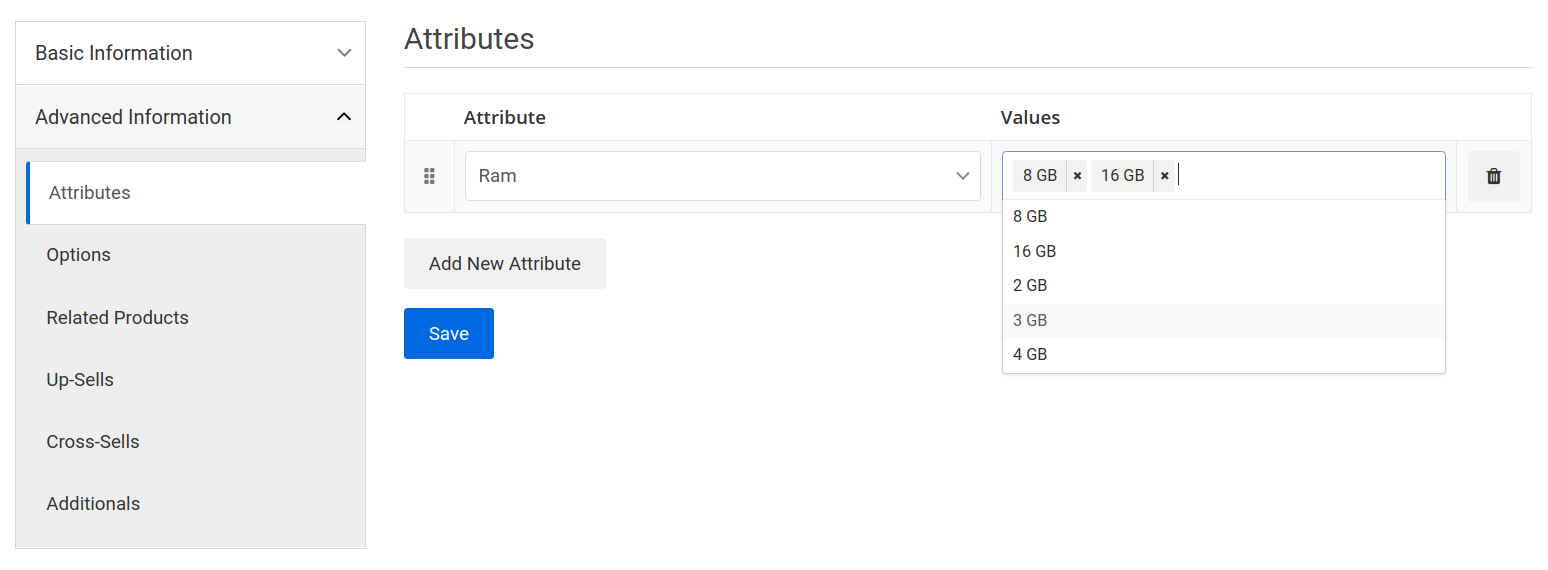 Basic Information
Advanced Information
Attributes
Options
Related Products
Up-Sells
Cross-Sells
Additionals
Attributes
Attribute Values
Ram 8 GB × 16 GB ×
8 GB
16 GB
2 GB
3 GB
4 GB
Add New Attribute
Save